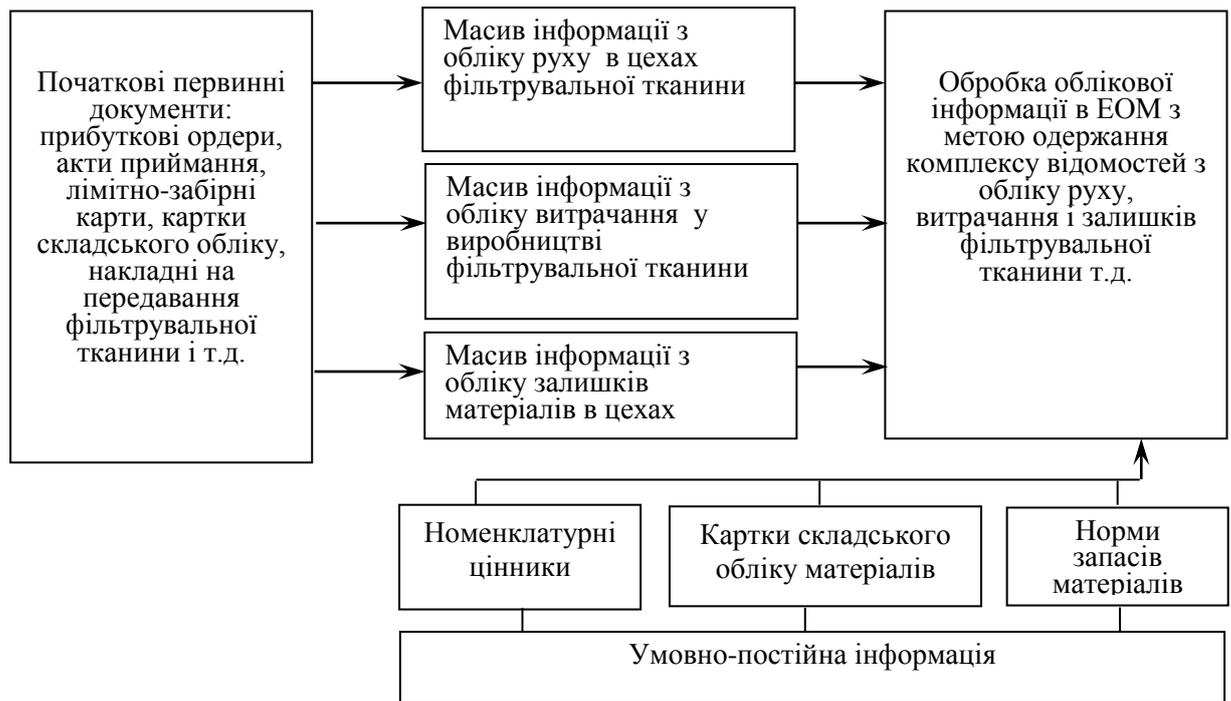 Початкові первинні
документи:
прибуткові ордери,
акти приймання,
лімітно-забірні
карти, картки
складського обліку,
накладні на
передавання
фільтрувальної
тканини і т.д.
Масив інформації з
обліку руху в цехах
фільтрувальної тканини
Масив інформації з
обліку витрачання у
виробництві
фільтрувальної тканини
Масив інформації з
обліку залишків
матеріалів в цехах
Обробка облікової
інформації в ЕОМ з
метою одержання
комплексу відомостей з
обліку руху,
витрачання і залишків
фільтрувальної
тканини т.д.
Номенклатурні
цінники
Картки складського
обліку матеріалів
Норми
запасів
матеріалів
Умовно-постійна інформація